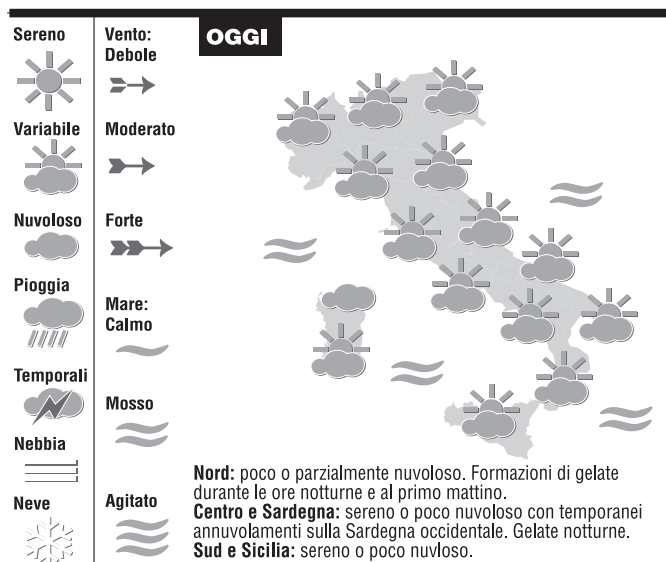 Sereno
Variabile
Nuvoloso
Pioggia
Temporali
Nebbia
Neve
Vento:
Debole
Moderato
Forte
Mare:
Calmo
Mosso
Agitato
OGGI
Nord: poco o parzialmente nuvoloso. Formazioni di gelate
durante le ore notturne e al primo mattino.
Centro e Sardegna: sereno o poco nuvoloso con temporanei
annuvolamenti sulla Sardegna occidentale. Gelate notturne.
Sud e Sicilia: sereno o poco nuvloso.